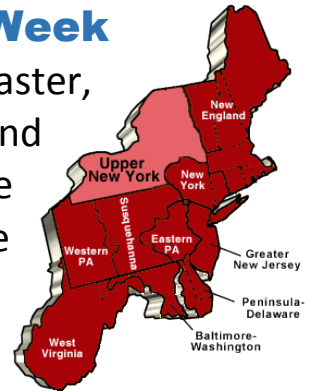 Week
aster,
nd
e
e
New
England
Upper
New York
New
York
Susquehanna
Western
PA
Eastern
PA
Greater
New Jersey
Peninsula-
Delaware
Baltimore-
Washington
West
Virginia